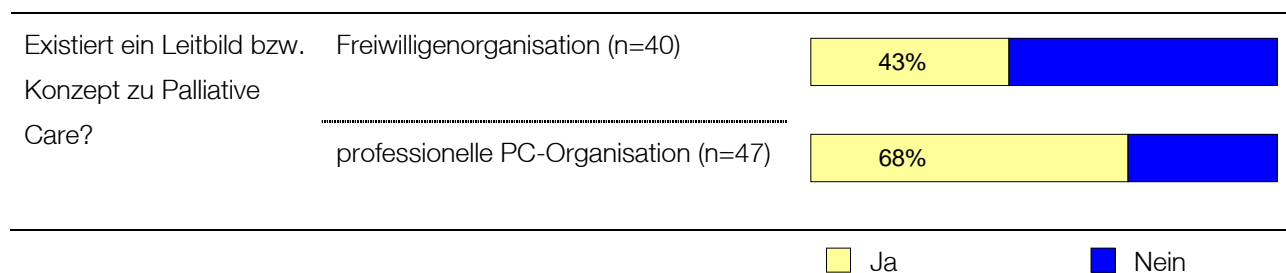 Existiert ein Leitbild bzw.
Konzept zu Palliative
Care?
Freiwilligenorganisation (n=40)
43%
professionelle PC-Organisation (n=47)
68%
Ja
Nein